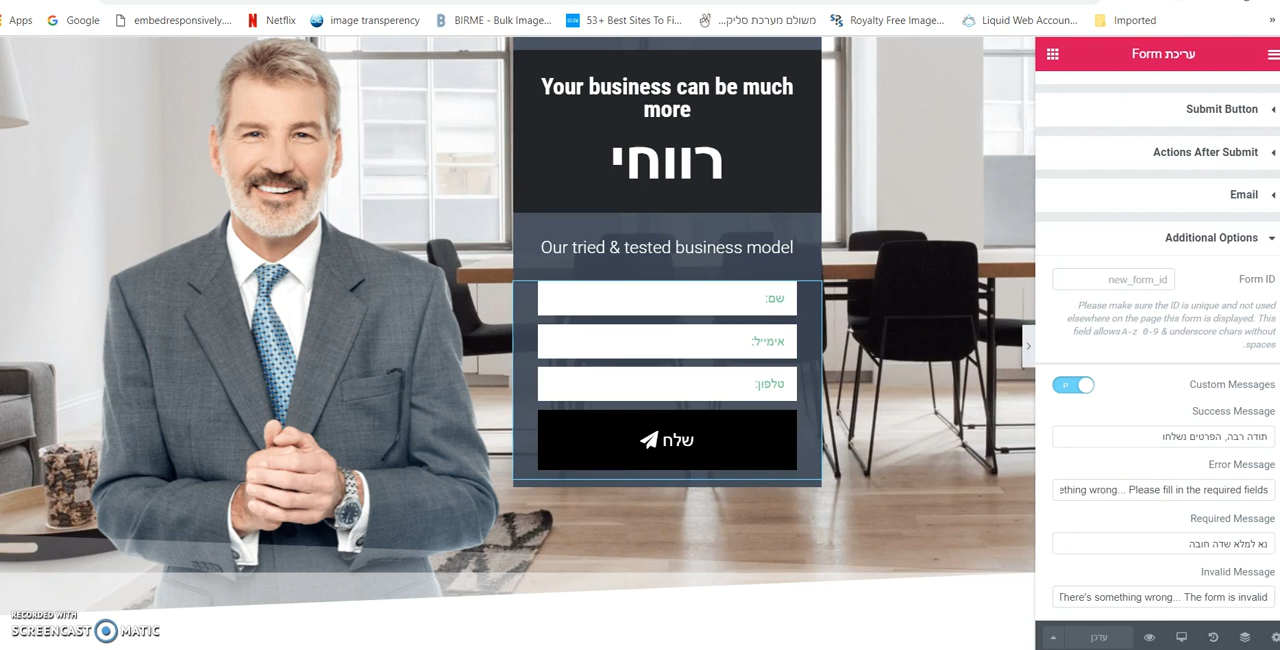 Apps
Google
embedresponsively....
Netflix
image transperency
BIRME - Bulk Image...
53+ Best Sites To Fi...
משולם מערכת סליק...
Royalty Free Image...
Liquid Web Accoun...
Imported
»
Your business can be much
more
רווחי
Our tried & tested business model
שם:
אימייל:
טלפון:
שלח
עריכת Form
Submit Button
Actions After Submit
Email
Additional Options
Form ID
new_form_id
Please make sure the ID is unique and not used
elsewhere on the page this form is displayed. This
field allows A-z 0-9 & underscore chars without
spaces.
Custom Messages
כן
Success Message
תודה רבה, הפרטים נשלחו
Error Message
ething wrong... Please fill in the required fields
Required Message
נא למלא שדה חובה
Invalid Message
There's something wrong... The form is invalid
עדכן
RECORDED WITH
SCREENCAST MATIC